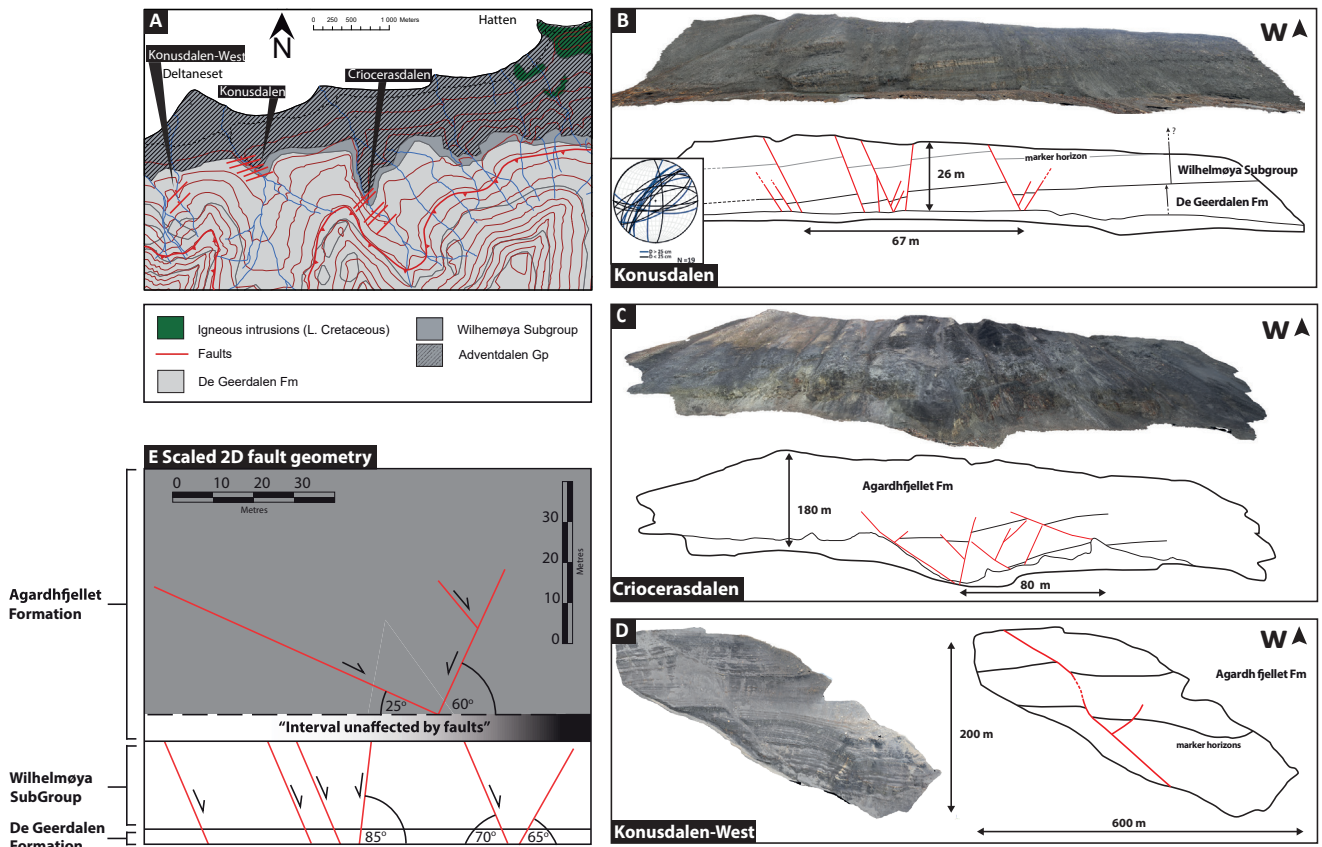 A
0 250 500 1 000 Meters
N
Hatten
Konusdalen-West
Deltaneset
Konusdalen
Criocerasdalen
Igneous intrusions (L. Cretaceous)
Faults
De Geerdalen Fm
Wilhemøya Subgroup
Adventdalen Gp
B
W
marker horizon
?
26 m
Wilhelmøya Subgroup
De Geerdalen Fm
67 m
D > 25 cm
D < 25 cm
N =19
Konusdalen
C
W
Agardhfjellet Fm
180 m
80 m
Criocerasdalen
D
W
Agardh fjellet Fm
200 m
marker horizons
600 m
Konusdalen-West
E Scaled 2D fault geometry
0 10 20 30
Metres
30
20
10
0
Metres
Agardhfjellet
Formation
25° 60°
"Interval unaffected by faults"
Wilhelmøya
SubGroup
De Geerdalen
Formation
85° 70° 65°